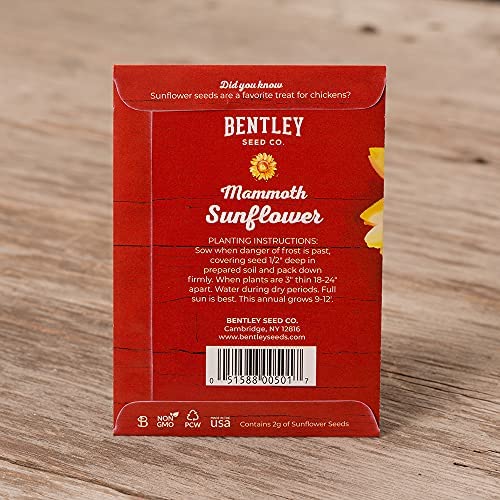 Did you know
Sunflower seeds are a favorite treat for chickens?
BENTLEY
SEED CO.
Mammoth
Sunflower
PLANTING INSTRUCTIONS:
Sow when danger of frost is past,
covering seed 1/2" deep in
prepared soil and pack down
firmly. When plants are 3" thin 18-24"
apart. Water during dry periods. Full
sun is best. This annual grows 9-12'.
BENTLEY SEED CO.
Cambridge, NY 12816
www.bentleyseeds.com
0 51588 00501 7
B NON GMO PCW MADE IN THE USA Contains 2g of Sunflower Seeds